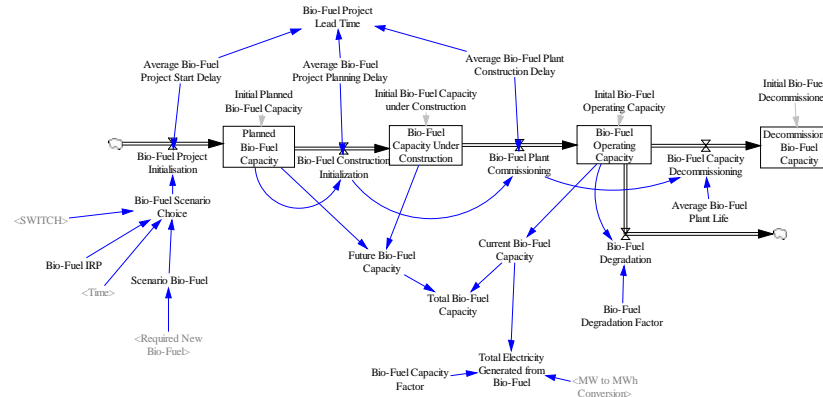 Bio-Fuel Project
Lead Time
Average Bio-Fuel
Project Start Delay
Average Bio-Fuel
Project Planning Delay
Average Bio-Fuel Plant
Construction Delay
Initial Planned
Bio-Fuel Capacity
Initial Bio-Fuel Capacity
under Construction
Inital Bio-Fuel
Operating Capacity
Initial Bio-Fuel
Decommissioned
Planned
Bio-Fuel
Capacity
Bio-Fuel
Capacity Under
Construction
Bio-Fuel
Operating
Capacity
Decommission
Bio-Fuel
Capacity
Bio-Fuel Project
Initialisation
Bio-Fuel Construction
Initialization
Bio-Fuel Plant
Commissioning
Bio-Fuel Capacity
Decommissioning
Bio-Fuel Scenario
Choice
<SWITCH>
Average Bio-Fuel
Plant Life
Bio-Fuel IRP
<Time>
Scenario Bio-Fuel
Future Bio-Fuel
Capacity
Current Bio-Fuel
Capacity
Bio-Fuel
Degradation
Total Bio-Fuel
Capacity
Bio-Fuel
Degradation Factor
<Required New
Bio-Fuel>
Bio-Fuel Capacity
Factor
Total Electricity
Generated from
Bio-Fuel
<MW to MWh
Conversion>